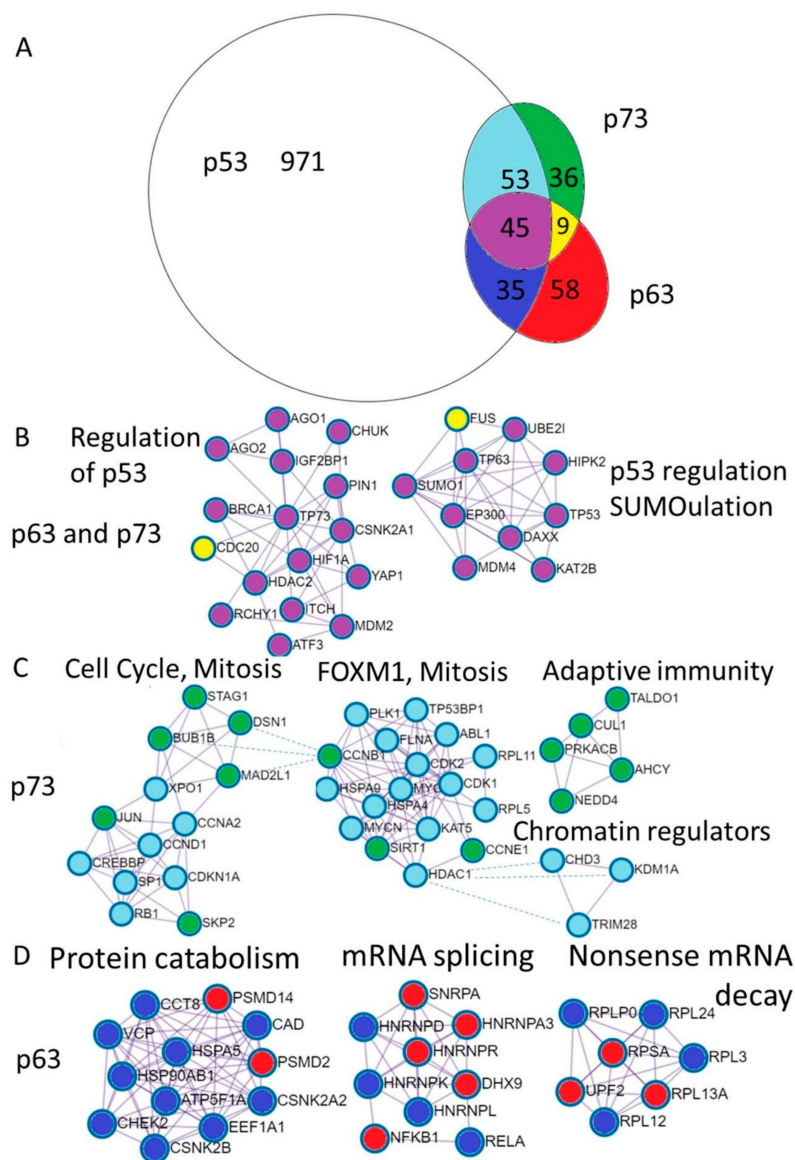 A
p53 971
p73
53
36
45
9
35
58
p63
B
Regulation
of p53
p63 and p73
AGO1
CHUK
AGO2
IGF2BP1
PIN1
BRCA1
TP73
CSNK2A1
CDC20
HIF1A
HDAC2
YAP1
RCHY1
ITCH
MDM2
ATF3
FUS
UBE2I
TP63
HIPK2
SUMO1
EP300
TP53
DAXX
MDM4
KAT2B
p53 regulation
SUMOulation
C
Cell Cycle, Mitosis
FOXM1, Mitosis
Adaptive immunity
p73
STAG1
DSN1
BUB1B
MAD2L1
XPO1
JUN
CCNA2
CCND1
CREBBP
SP1
CDKN1A
RB1
SKP2
PLK1
TP53BP1
FLNA
ABL1
CCNB1
CDK2
RPL11
HSPA9
MYC
CDK1
HSPA4
RPL5
MYCN
KAT5
SIRT1
CCNE1
HDAC1
TALDO1
CUL1
PRKACB
AHCY
NEDD4
Chromatin regulators
CHD3
KDM1A
TRIM28
D
Protein catabolism
mRNA splicing
Nonsense mRNA
decay
p63
CCT8
PSMD14
VCP
CAD
HSPA5
PSMD2
HSP90AB1
ATP5F1A
CSNK2A2
CHEK2
EEF1A1
CSNK2B
SNRPA
HNRNPD
HNRNPA3
HNRNPR
HNRNPK
DHX9
HNRNPL
NFKB1
RELA
RPLP0
RPL24
RPSA
RPL3
UPF2
RPL13A
RPL12